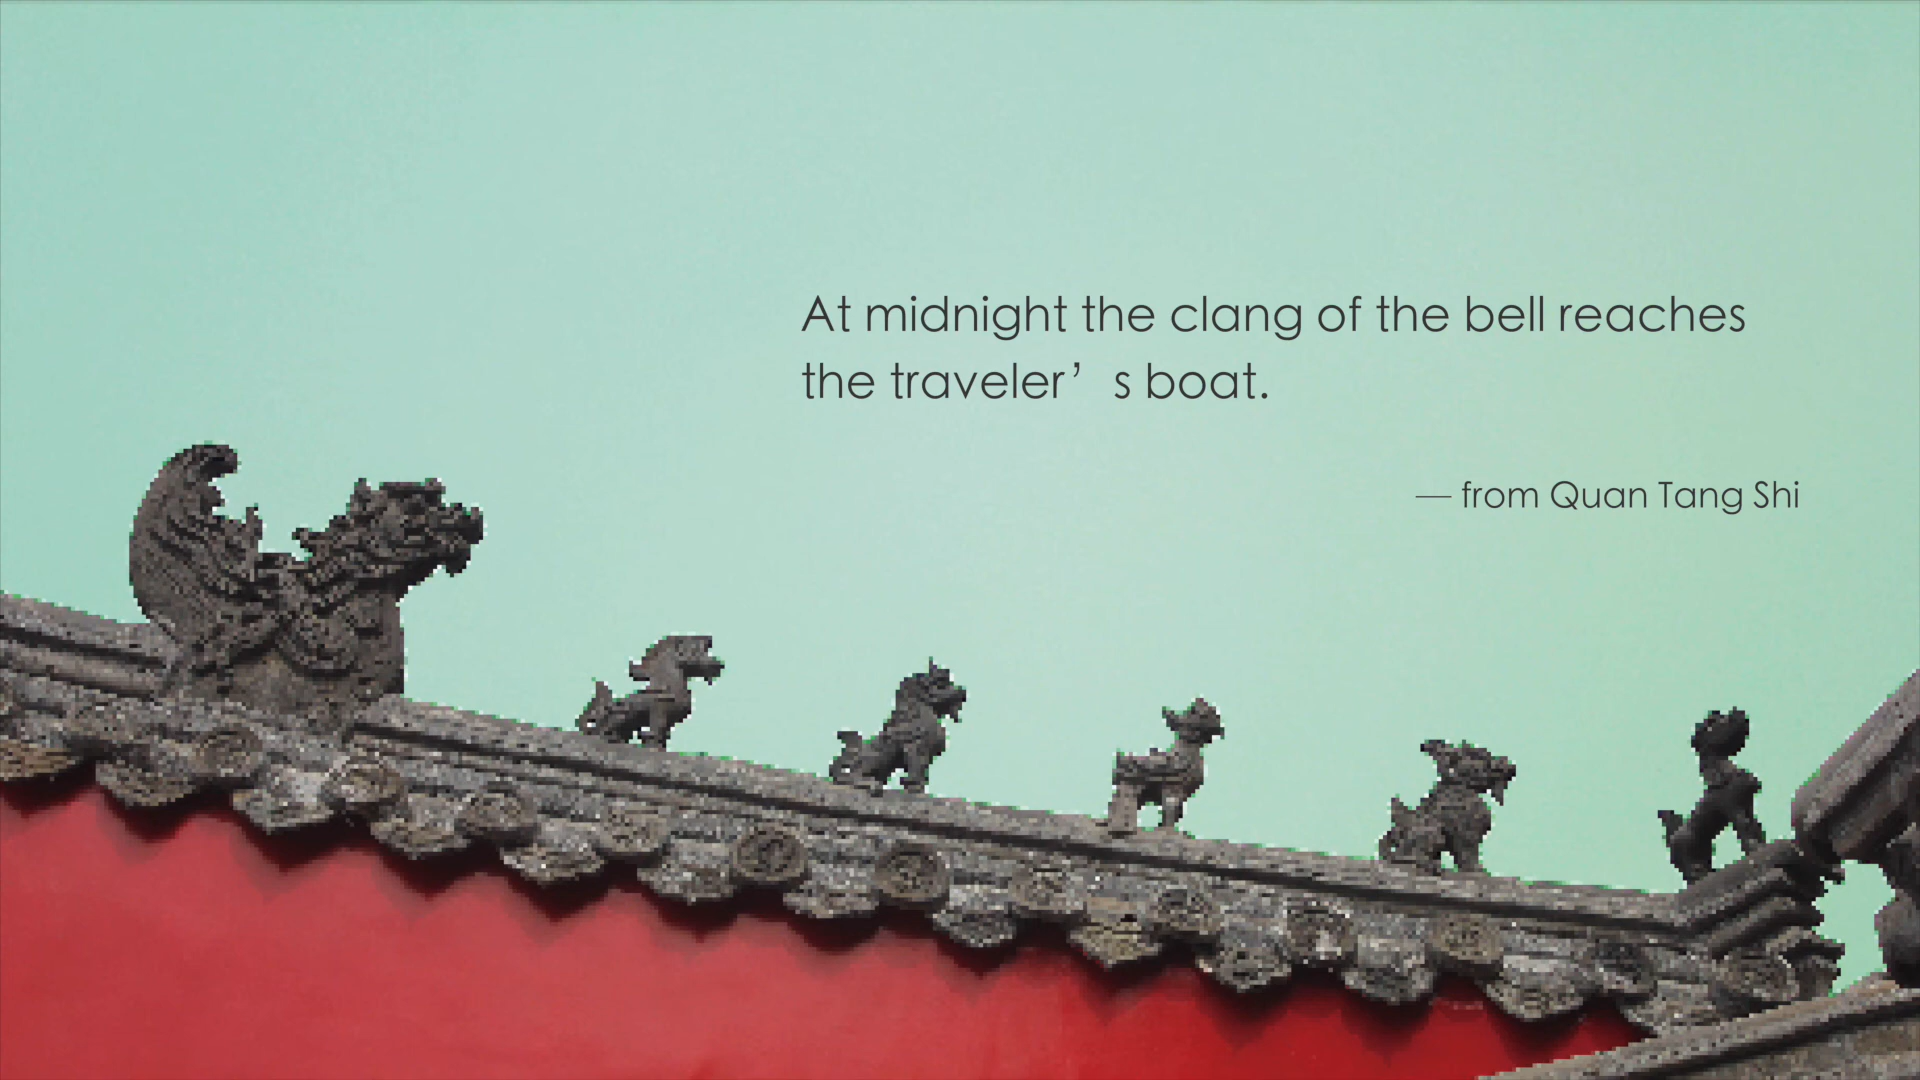 At midnight the clang of the bell reaches
the traveler’s boat.
— from Quan Tang Shi